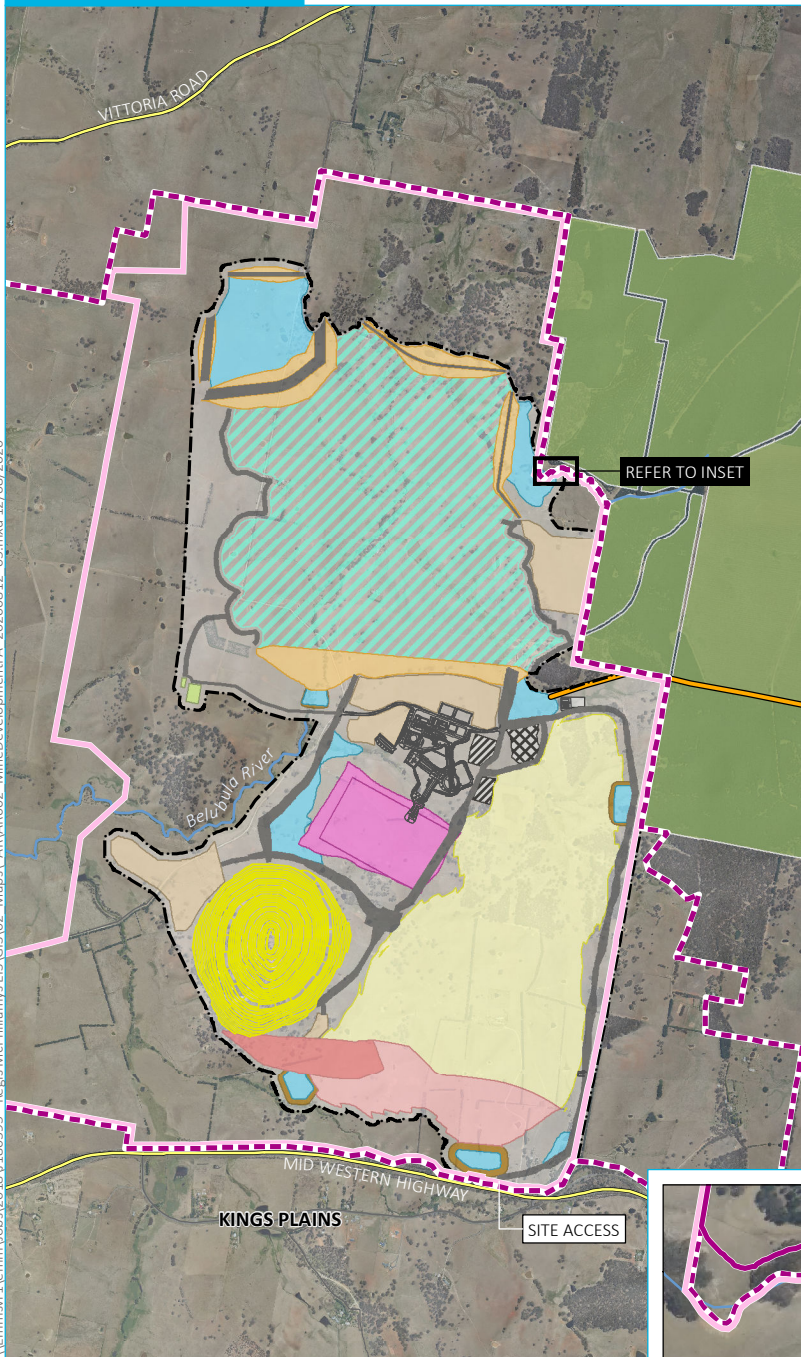 VITTORIA ROAD
REFER TO INSET
Belubula River
MID WESTERN HIGHWAY
KINGS PLAINS
SITE ACCESS